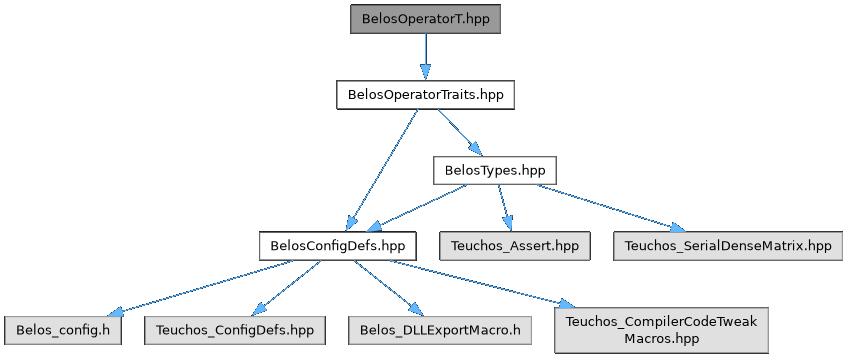 BelosOperatorT.hpp
BelosOperatorTraits.hpp
BelosTypes.hpp
BelosConfigDefs.hpp
Teuchos_Assert.hpp
Teuchos_SerialDenseMatrix.hpp
Belos_config.h
Teuchos_ConfigDefs.hpp
Belos_DLLExportMacro.h
Teuchos_CompilerCodeTweak
Macros.hpp